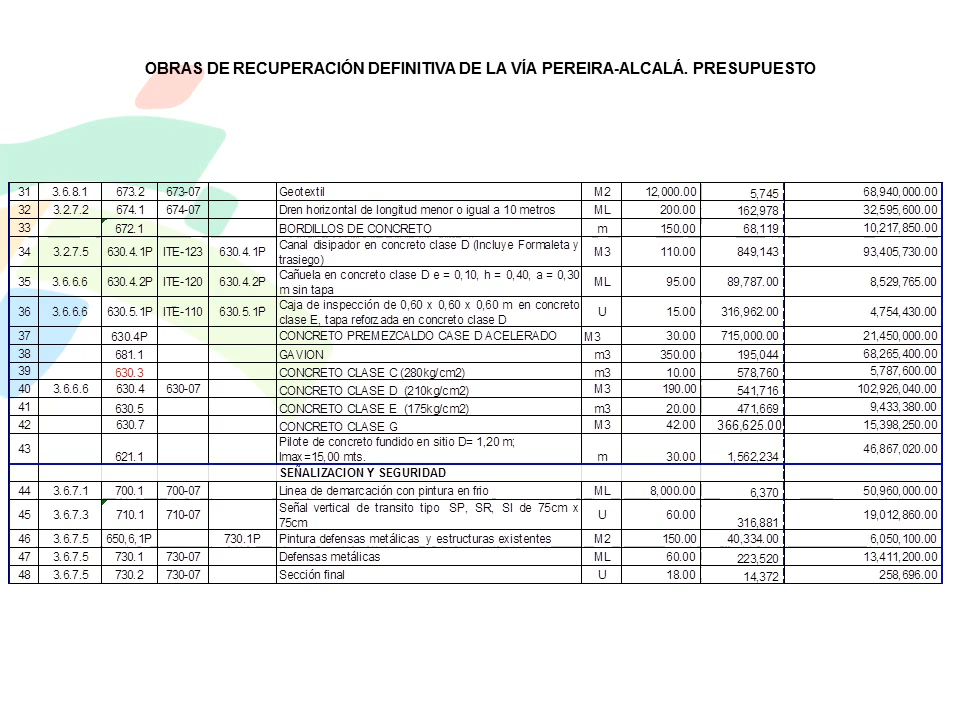 OBRAS DE RECUPERACIÓN DEFINITIVA DE LA VÍA PEREIRA-ALCALÁ. PRESUPUESTO
31 3.6.8.1 673.2 673-07 Geotextil M2 12,000.00 5,745 68,940,000.00
32 3.2.7.2 674.1 674-07 Dren horizontal de longitud menor o igual a 10 metros ML 200.00 162,978 32,595,600.00
33 672.1 BORDILLOS DE CONCRETO m 150.00 68,119 10,217,850.00
34 3.2.7.5 630.4.1P ITE-123 630.4.1P Canal disipador en concreto clase D (Incluye Formaleta y
trasiego) M3 110.00 849,143 93,405,730.00
35 3.6.6.6 630.4.2P ITE-120 630.4.2P Cañuela en concreto clase D e = 0,10, h = 0,40, a = 0,30
m sin tapa ML 95.00 89,787.00 8,529,765.00
36 3.6.6.6 630.5.1P ITE-110 630.5.1P Caja de inspección de 0,60 x 0,60 x 0,60 m en concreto
clase E, tapa reforzada en concreto clase D U 15.00 316,962.00 4,754,430.00
37 630.4P CONCRETO PREMEZCALDO CASE D ACELERADO M3 30.00 715,000.00 21,450,000.00
38 681.1 GAVION m3 350.00 195,044 68,265,400.00
39 630.3 CONCRETO CLASE C (280kg/cm2) m3 10.00 578,760 5,787,600.00
40 3.6.6.6 630.4 630-07 CONCRETO CLASE D (210kg/cm2) M3 190.00 541,716 102,926,040.00
41 630.5 CONCRETO CLASE E (175kg/cm2) m3 20.00 471,669 9,433,380.00
42 630.7 CONCRETO CLASE G M3 42.00 366,625.00 15,398,250.00
43 621.1 Pilote de concreto fundido en sitio D= 1,20 m;
lmax=15,00 mts. m 30.00 1,562,234 46,867,020.00
SEÑALIZACION Y SEGURIDAD
44 3.6.7.1 700.1 700-07 Linea de demarcación con pintura en frio ML 8,000.00 6,370 50,960,000.00
45 3.6.7.3 710.1 710-07 Señal vertical de transito tipo SP, SR, SI de 75cm x
75cm U 60.00 316,881 19,012,860.00
46 3.6.7.5 650,6,1P 730.1P Pintura defensas metálicas y estructuras existentes M2 150.00 40,334.00 6,050,100.00
47 3.6.7.5 730.1 730-07 Defensas metálicas ML 60.00 223,520 13,411,200.00
48 3.6.7.5 730.2 730-07 Sección final U 18.00 14,372 258,696.00